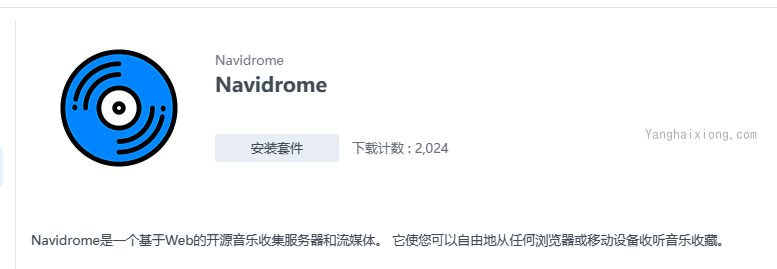 Navidrome
Navidrome
安装套件 下载计数 : 2,024
Yanghaixiong.com
Navidrome是一个基于Web的开源音乐收集服务器和流媒体。 它使您可以自由地从任何浏览器或移动设备收听音乐收藏。